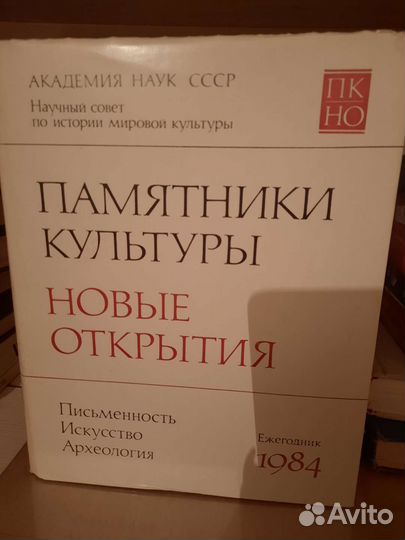 АКАДЕМИЯ НАУК СССР
Научный совет
по истории мировой культуры
ПК
НО
ПАМЯТНИКИ
КУЛЬТУРЫ
НОВЫЕ
ОТКРЫТИЯ
Письменность
Искусство
Археология
Ежегодник
1984
Avito